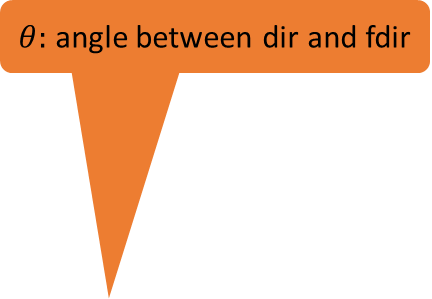 θ: angle between dir and fdir